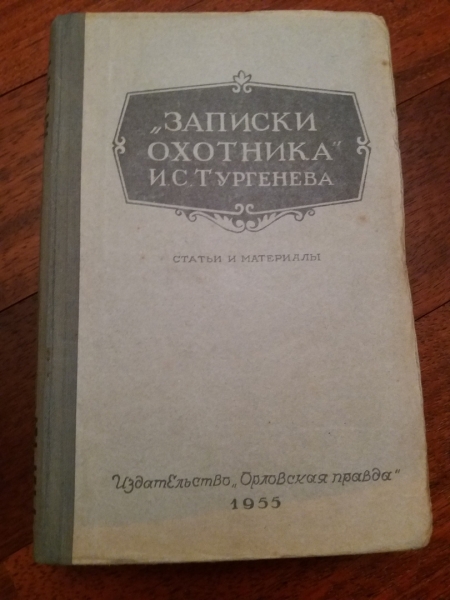 „ЗАПИСКИ
ОХОТНИКА"
И.С.ТУРГЕНЕВА
СТАТЬИ И МАТЕРИАЛЫ
Издательство „Орловская правда"
1955